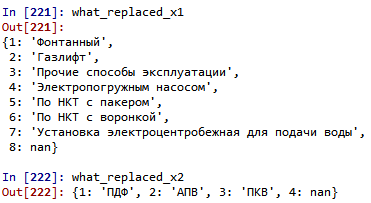 In [221]: what_replaced_x1
Out[221]:
{1: 'Фонтанный',
2: 'Газлифт',
3: 'Прочие способы эксплуатации',
4: 'Электропогружным насосом',
5: 'По НКТ с пакером',
6: 'По НКТ с воронкой',
7: 'Установка электроцентробежная для подачи воды',
8: nan}
In [222]: what_replaced_x2
Out[222]: {1: 'ПДФ', 2: 'АПВ', 3: 'ПКВ', 4: nan}